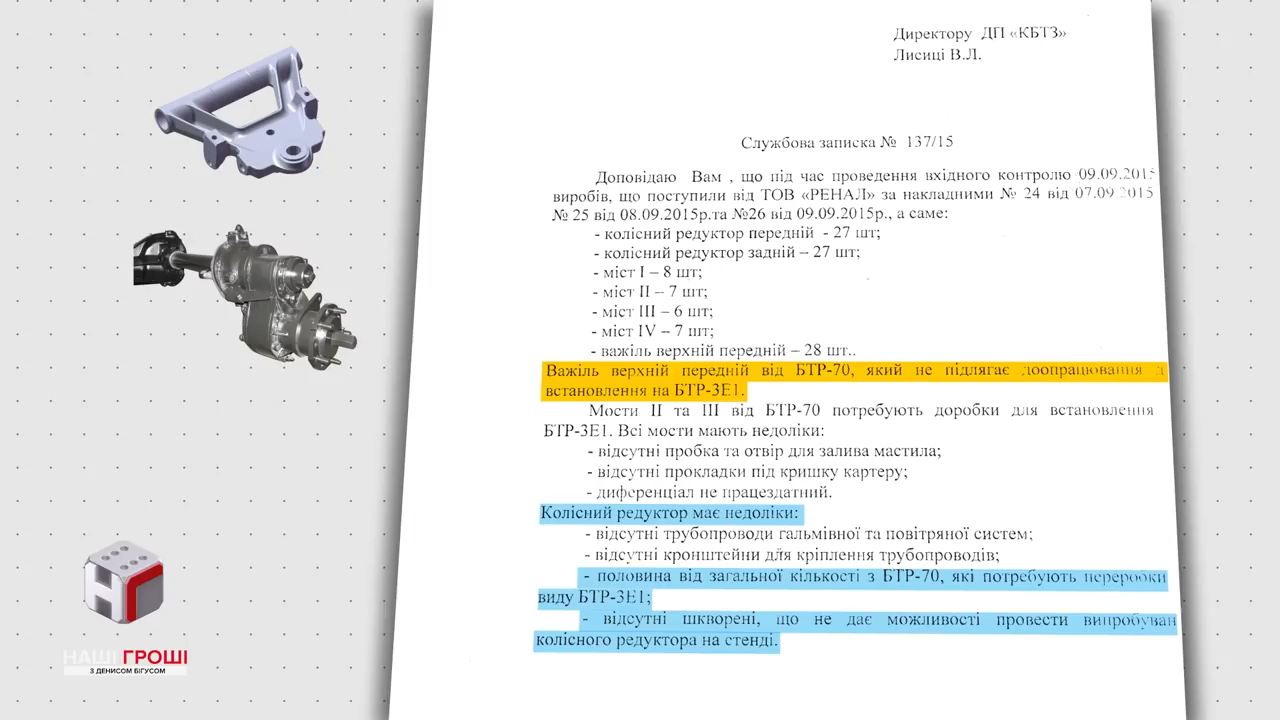 Директору ДП «КБТЗ»
Лисиці В.Л.
Службова записка № 137/15
Доповідаю Вам , що під час проведення вхідного контролю 09.09.2015
виробів, що поступили від ТОВ «РЕНАЛ» за накладними № 24 від 07.09.2015
№ 25 від 08.09.2015р.та №26 від 09.09.2015р., а саме:
- колісний редуктор передній - 27 шт;
- колісний редуктор задній – 27 шт;
- міст I – 8 шт;
- міст II – 7 шт;
- міст III – 6 шт;
- міст IV – 7 шт;
- важіль верхній передній – 28 шт..
Важіль верхній передній від БТР-70, який не підлягає доопрацювання д
встановлення на БТР-3Е1.
Мости II та III від БТР-70 потребують доробки для встановлення
БТР-3Е1. Всі мости мають недоліки:
- відсутні пробка та отвір для залива мастила;
- відсутні прокладки під кришку картеру;
- диференціал не працездатний.
Колісний редуктор має недоліки:
- відсутні трубопроводи гальмівної та повітряної систем;
- відсутні кронштейни для кріплення трубопроводів;
- половина від загальної кількості з БТР-70, які потребують переробки
виду БТР-3Е1;
- відсутні шкворені, що не дає можливості провести випробуван
колісного редуктора на стенді.
НАШІ ГРОШІ
З ДЕНИСОМ БІГУСОМ